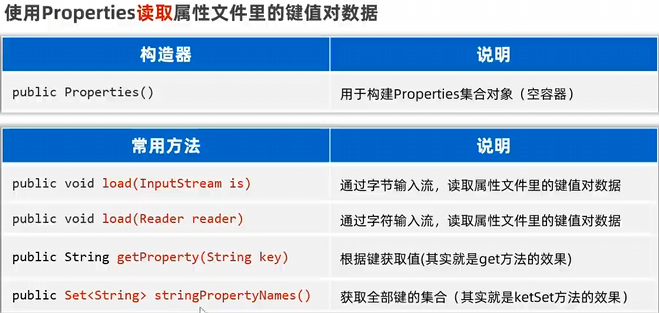 使用Properties读取属性文件里的键值对数据
构造器 说明
public Properties() 用于构建Properties集合对象（空容器）
常用方法 说明
public void load(InputStream is) 通过字节输入流，读取属性文件里的键值对数据
public void load(Reader reader) 通过字符输入流，读取属性文件里的键值对数据
public String getProperty(String key) 根据键获取值(其实就是get方法的效果)
public Set<String> stringPropertyNames() 获取全部键的集合（其实就是ketSet方法的效果）